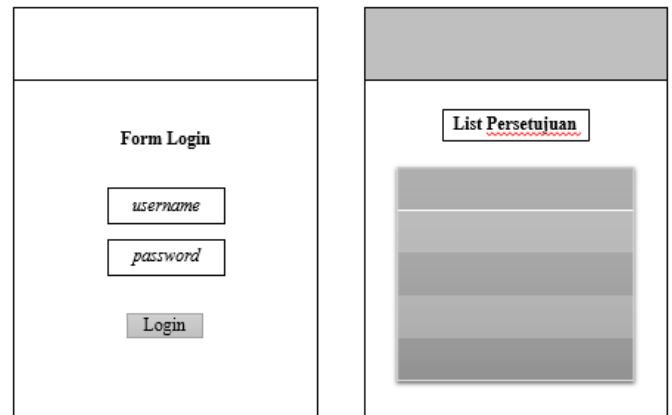 Form Login
username
password
Login
List Persetujuan